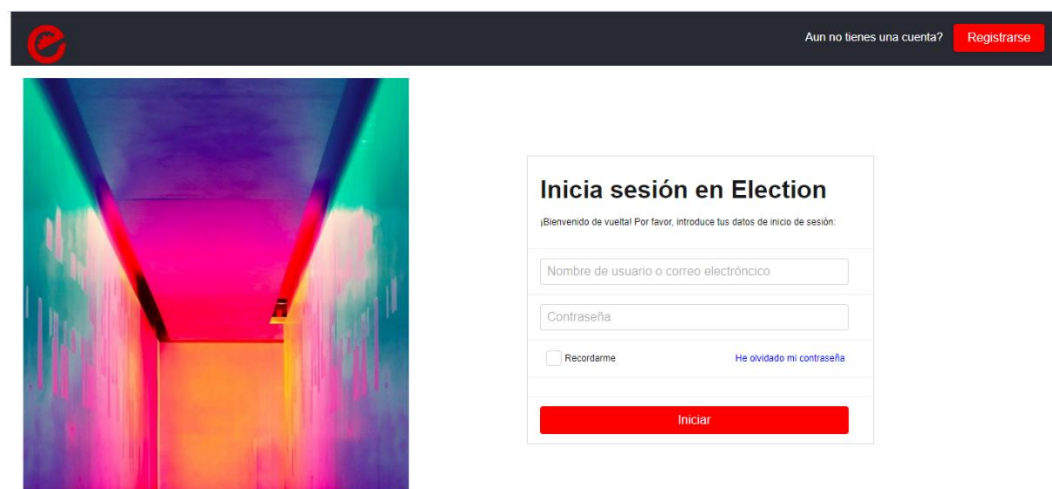 Aun no tienes una cuenta? Registrarse
Inicia sesión en Election
¡Bienvenido de vuelta! Por favor, introduce tus datos de inicio de sesión:
Nombre de usuario o correo electróncico
Contraseña
Recordarme He olvidado mi contraseña
Iniciar